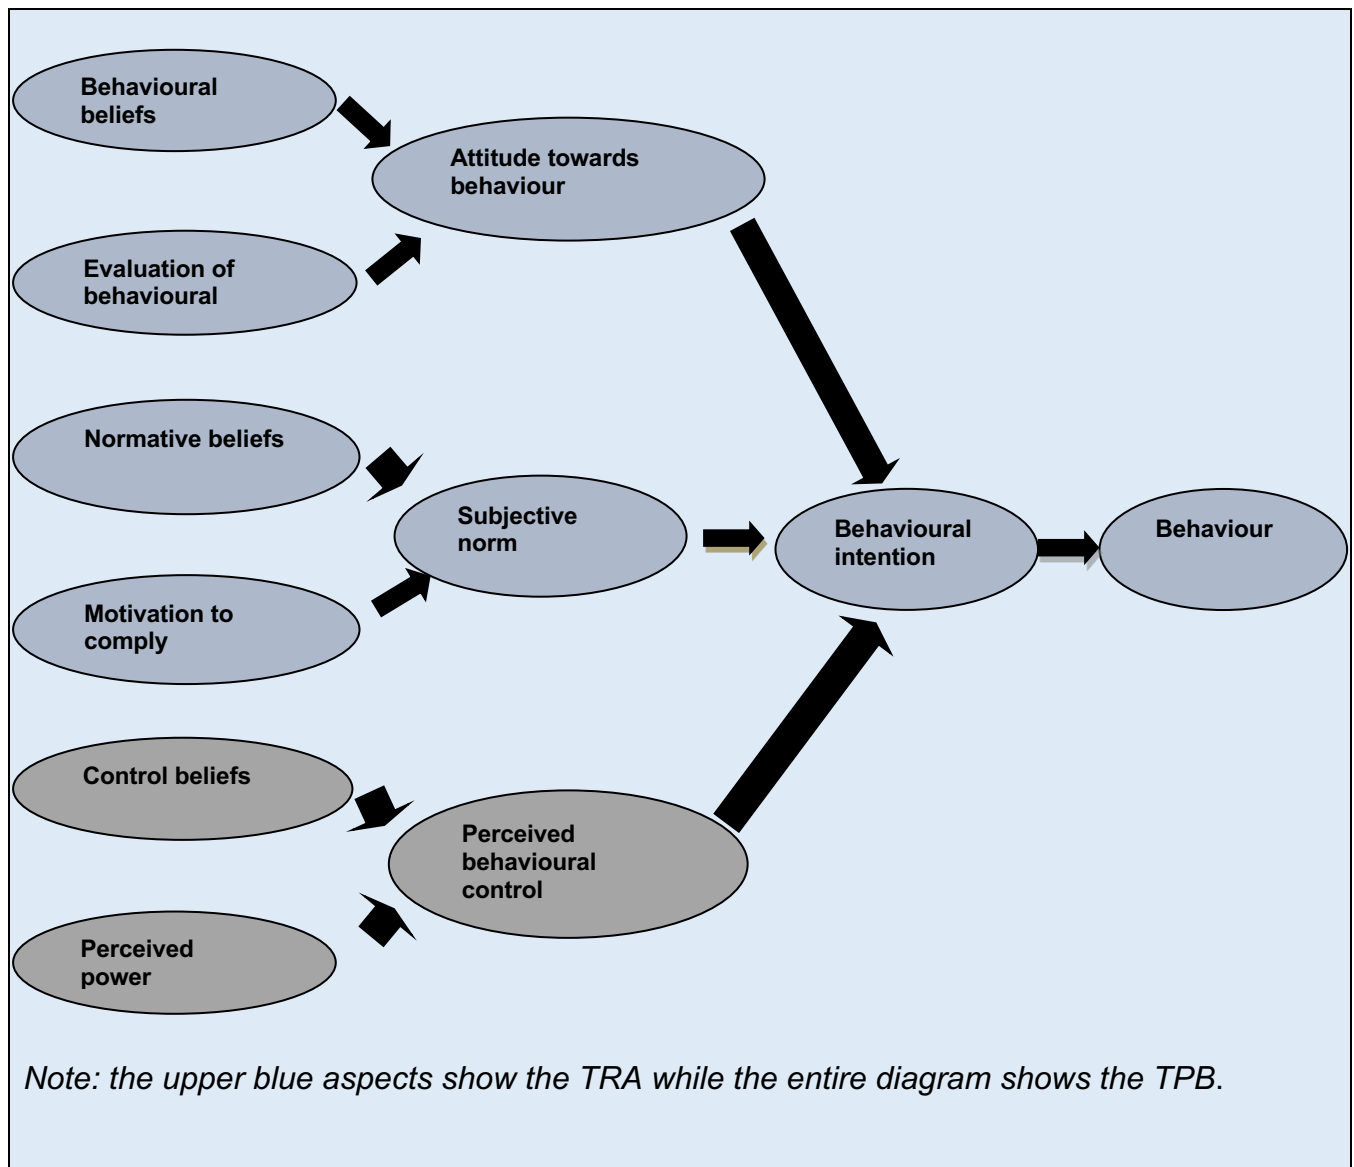 Behavioural
beliefs
Attitude towards
behaviour
Evaluation of
behavioural
Normative beliefs
Subjective
norm
Behavioural
intention
Behaviour
Motivation to
comply
Control beliefs
Perceived
behavioural
control
Perceived
power
Note: the upper blue aspects show the TRA while the entire diagram shows the TPB.